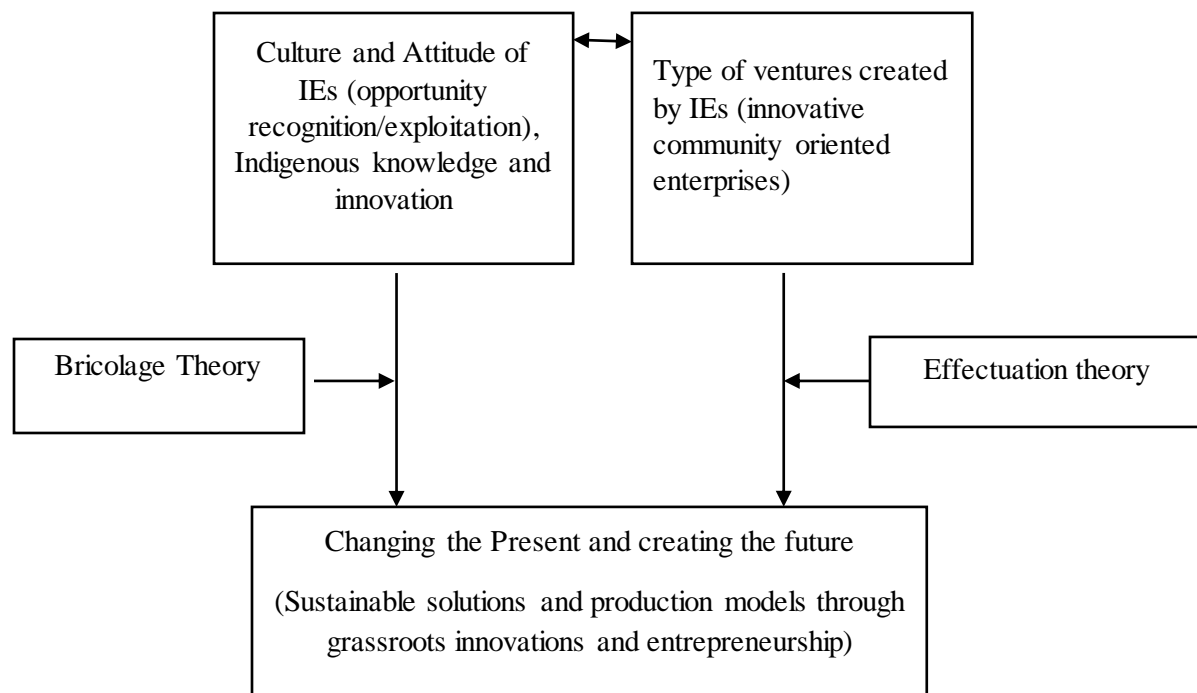 Culture and Attitude of
IEs (opportunity
recognition/exploitation),
Indigenous knowledge and
innovation
Type of ventures created
by IEs (innovative
community oriented
enterprises)
Bricolage Theory
Effectuation theory
Changing the Present and creating the future
(Sustainable solutions and production models through
grassroots innovations and entrepreneurship)